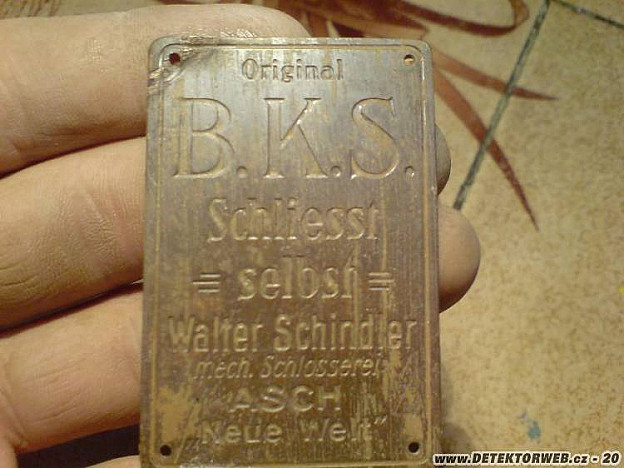 Original
B.K.S.
Schliesst
= selbst =
Walter Schindler
mech. Schlosserei
ASCH
"Neue Welt"
www.DETEKTORWEB.cz - 20